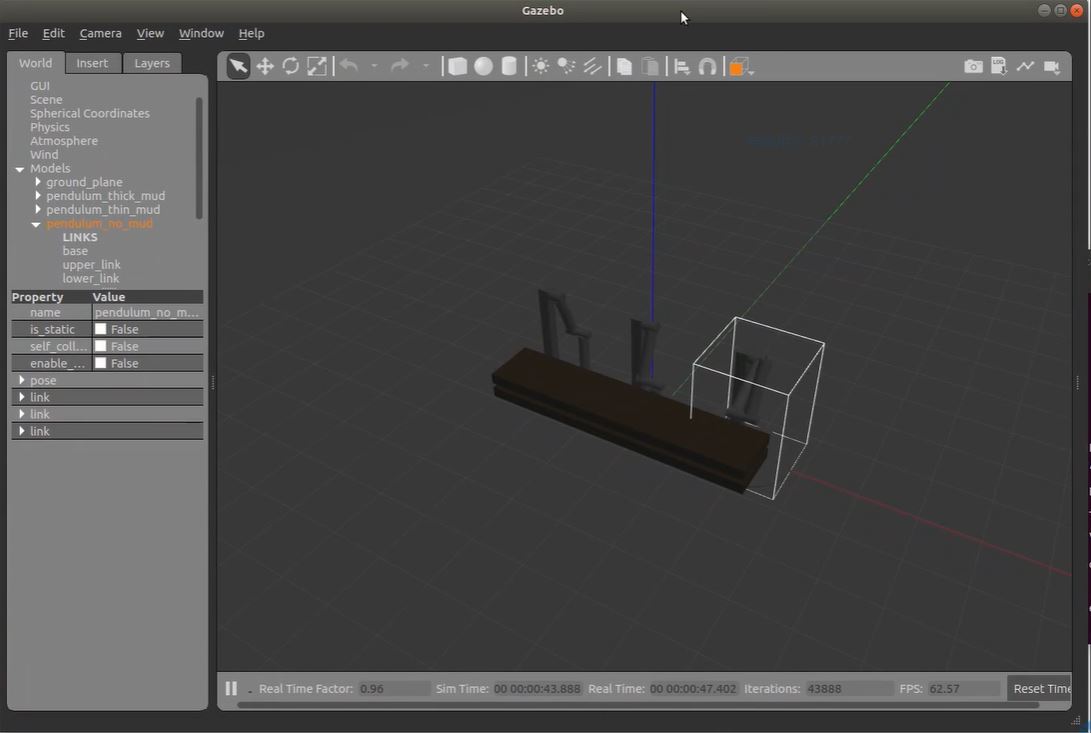 Gazebo
File Edit Camera View Window Help
World Insert Layers
LOG
GUI
Scene
Spherical Coordinates
Physics
Atmosphere
Wind
Models
ground_plane
pendulum_thick_mud
pendulum_thin_mud
pendulum_no_mud
LINKS
base
upper_link
lower_link
Property Value
name pendulum_no_m...
is_static False
self_coll... False
enable_... False
pose
link
link
link
Real Time Factor: 0.96 Sim Time: 00 00:00:43.888 Real Time: 00 00:00:47.402 Iterations: 43888 FPS: 62.57 Reset Time